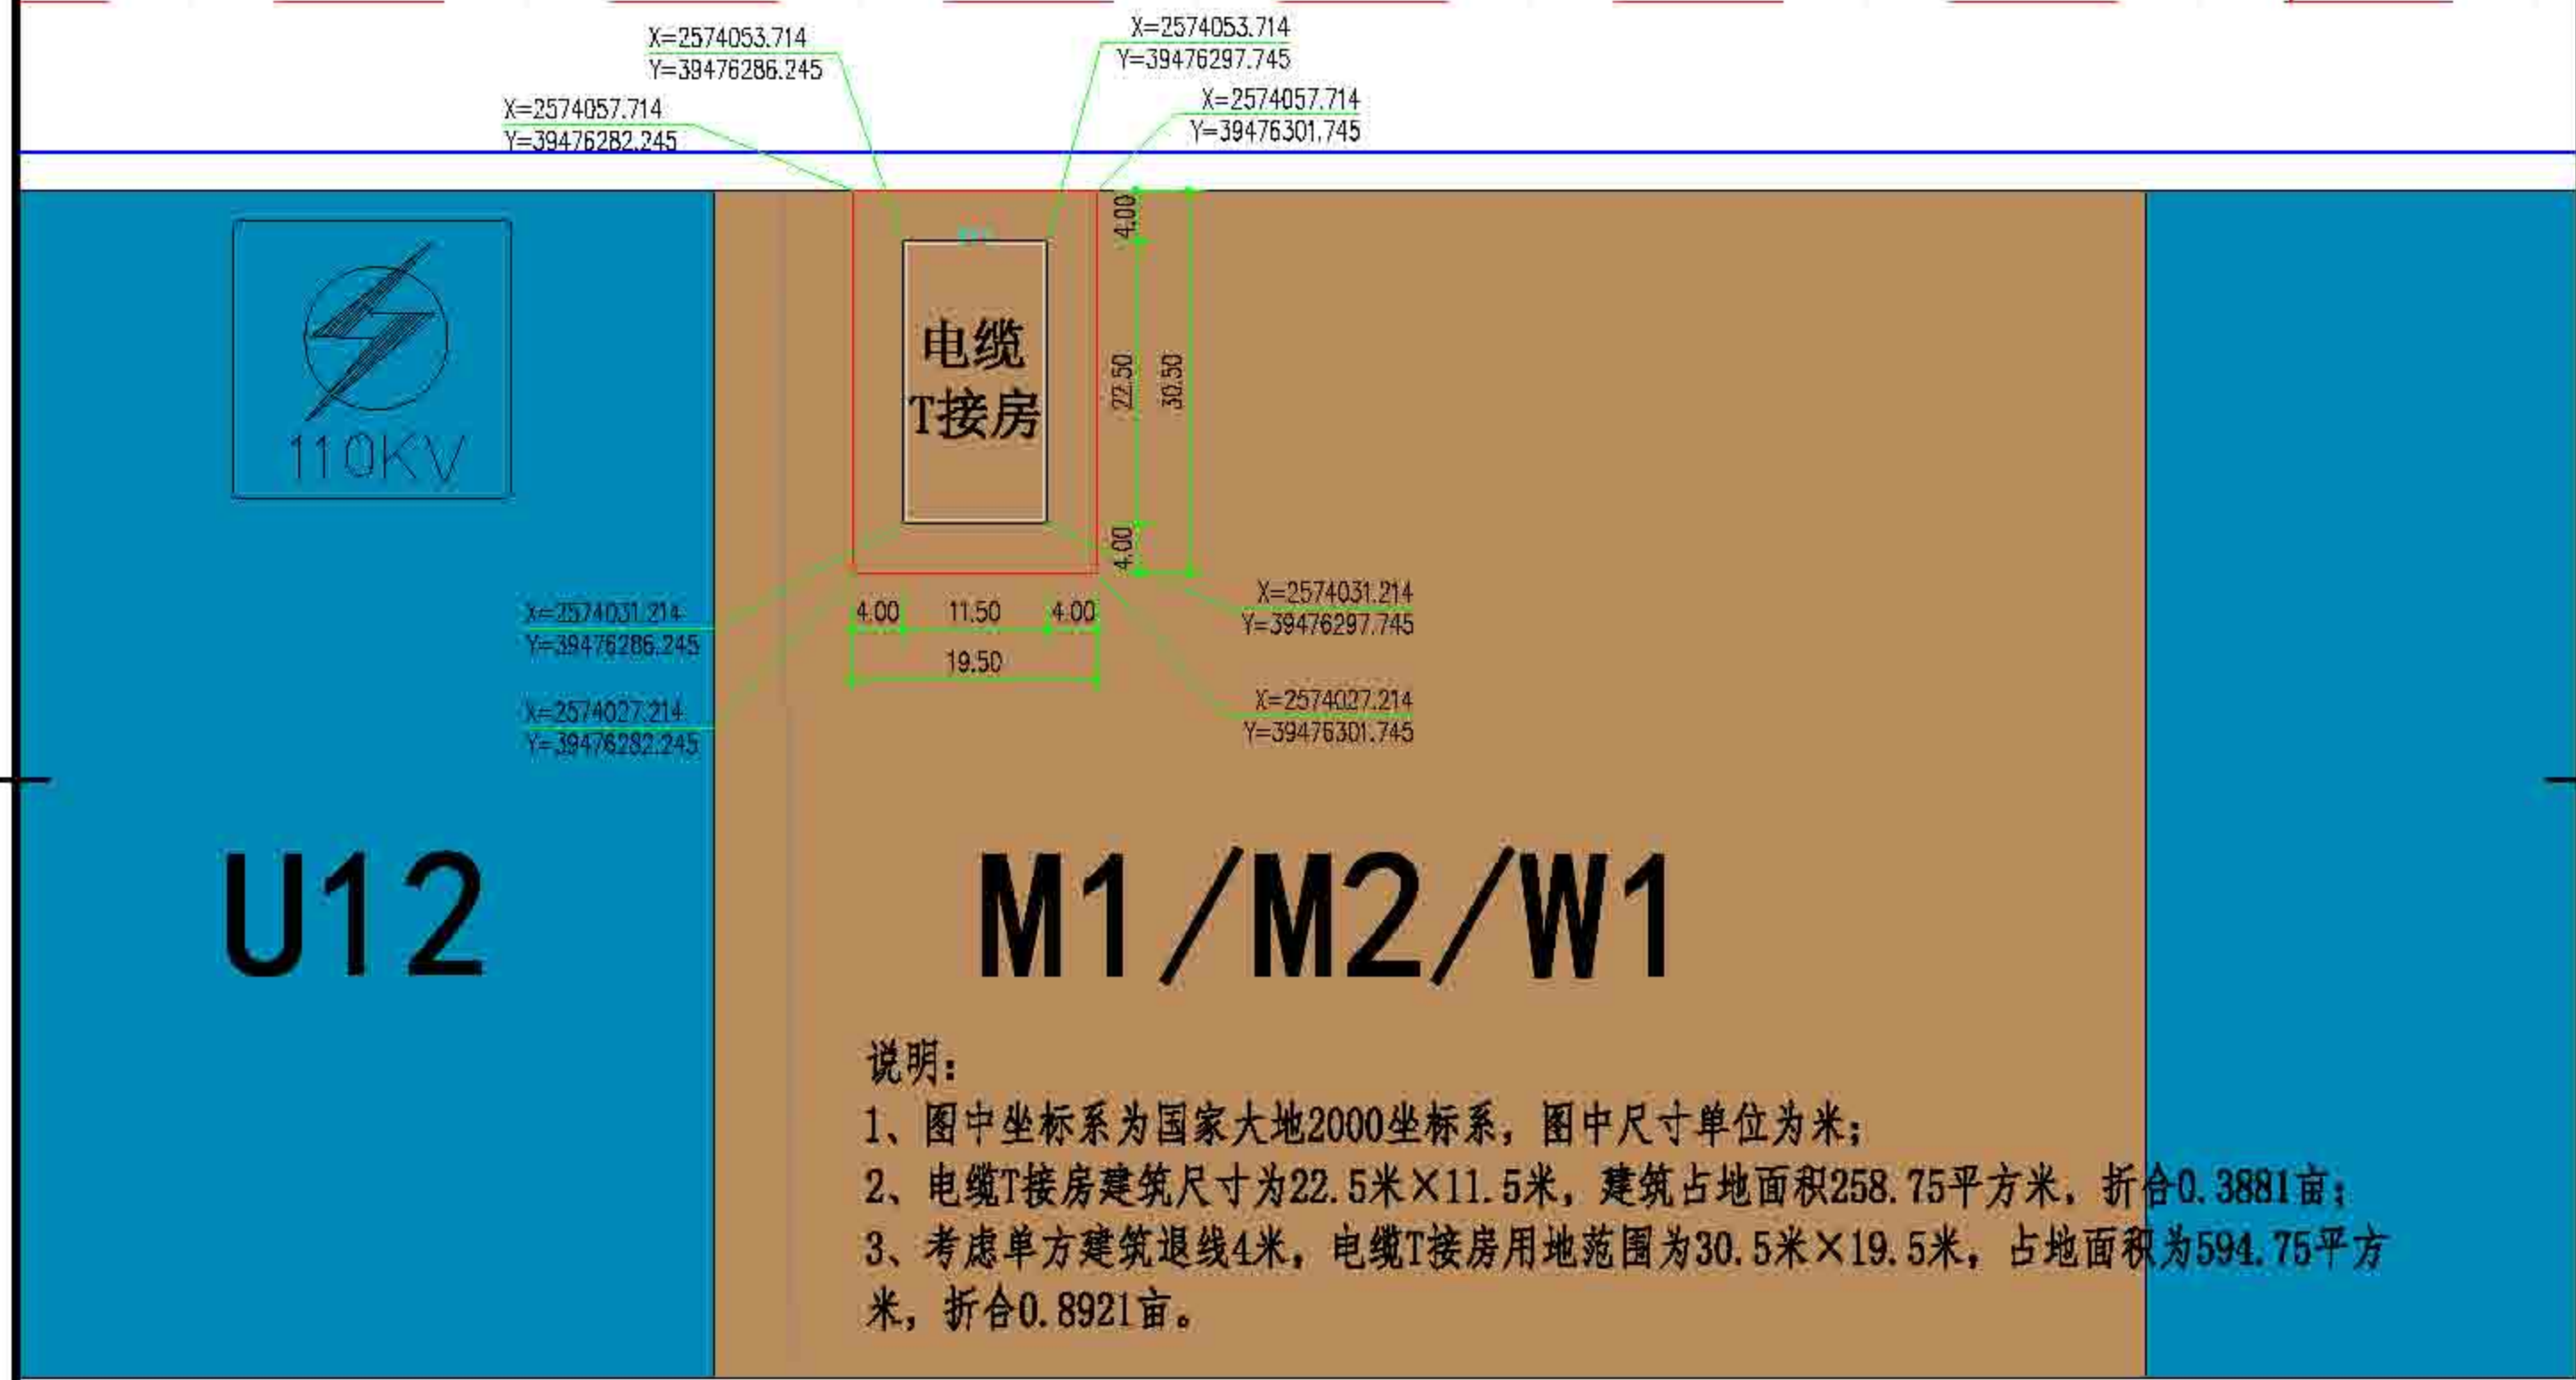 X=2574053.714
Y=39476286.245
X=2574053.714
Y=39476297.745
X=2574057.714
Y=39476282.245
X=2574057.714
Y=39476301.745
110KV
电缆
T接房
4.00
22.50
30.50
4.00
4.00 11.50 4.00
19.50
X=2574031.214
Y=39476286.245
X=2574031.214
Y=39476297.745
X=2574027.214
Y=39476282.245
X=2574027.214
Y=39476301.745
U12
M1/M2/W1
说明：
1、图中坐标系为国家大地2000坐标系，图中尺寸单位为米；
2、电缆T接房建筑尺寸为22.5米×11.5米，建筑占地面积258.75平方米，折合0.3881亩；
3、考虑单方建筑退线4米，电缆T接房用地范围为30.5米×19.5米，占地面积为594.75平方
米，折合0.8921亩。